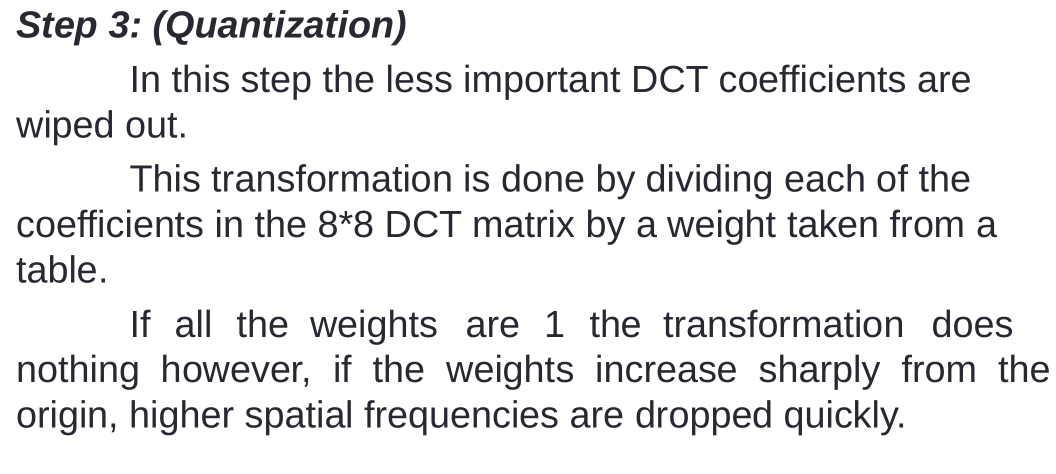 Step 3: (Quantization)
In this step the less important DCT coefficients are
wiped out.
This transformation is done by dividing each of the
coefficients in the 8*8 DCT matrix by a weight taken from a
table.
If all the weights are 1 the transformation does
nothing however, if the weights increase sharply from the
origin, higher spatial frequencies are dropped quickly.